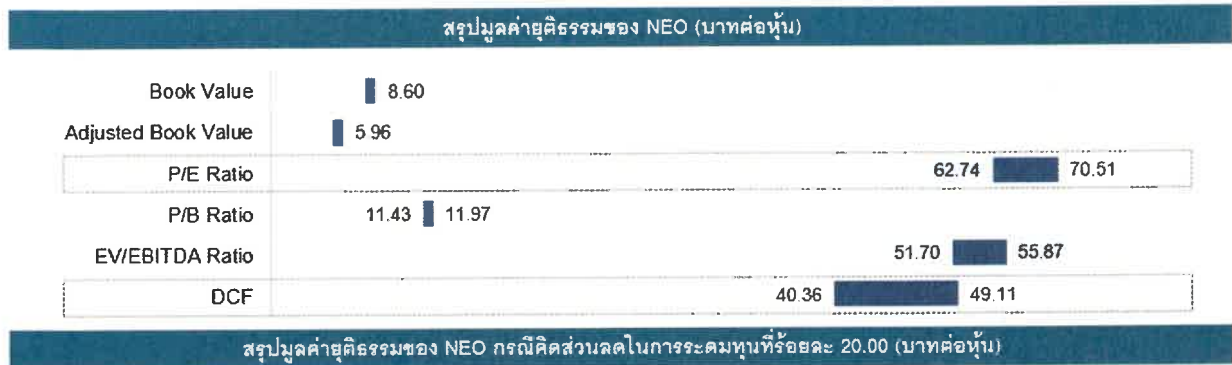 สรุปมูลค่ายุติธรรมของ NEO (บาทต่อหุ้น)
Book Value 8.60
Adjusted Book Value 5.96
P/E Ratio 62.74 70.51
P/B Ratio 11.43 11.97
EV/EBITDA Ratio 51.70 55.87
DCF 40.36 49.11
สรุปมูลค่ายุติธรรมของ NEO กรณีคิดส่วนลดในการระดมทุนที่ร้อยละ 20.00 (บาทต่อหุ้น)